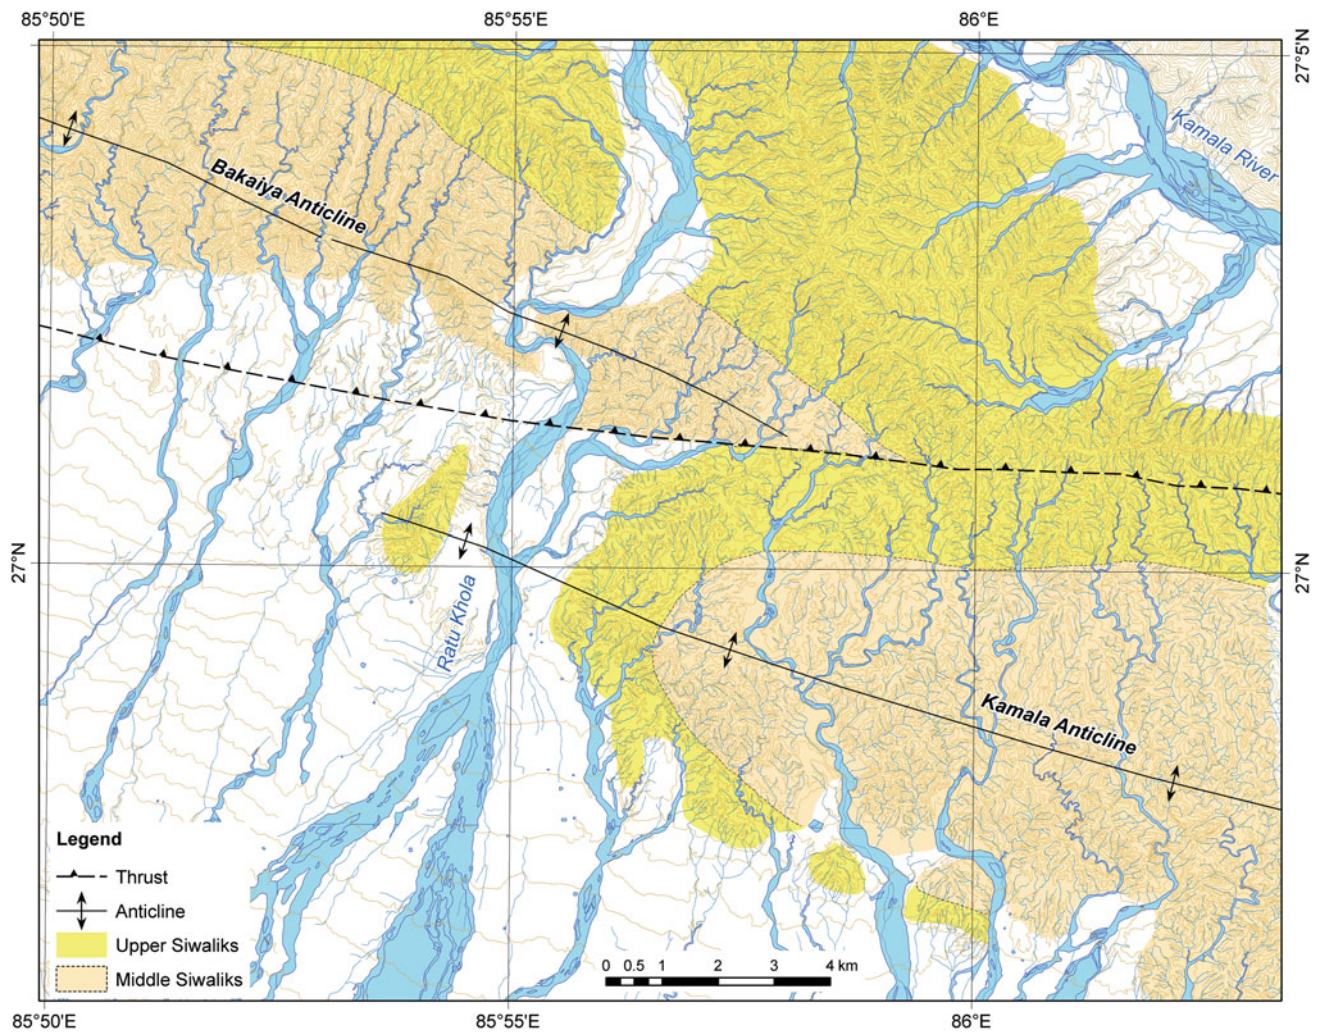 85°50'E 85°55'E 86°E
27°5'N
Kamala River
Bakaiya Anticline
27°N 27°N
Ratu Khola
Kamala Anticline
Legend
Thrust
Anticline
Upper Siwaliks
Middle Siwaliks
0 0.5 1 2 3 4 km
85°50'E 85°55'E 86°E